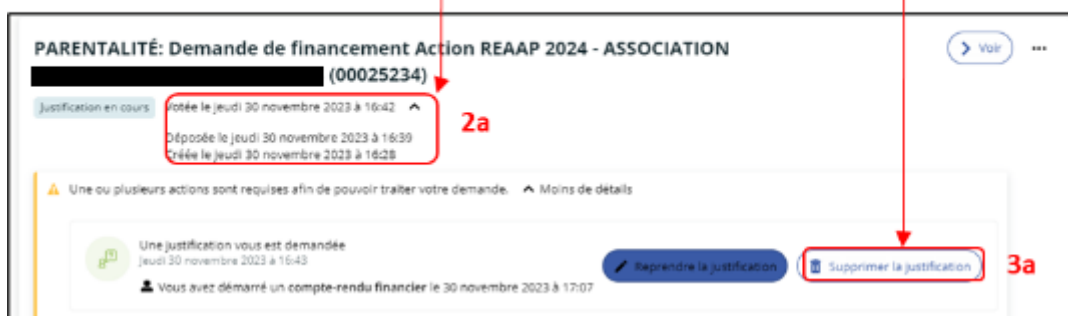 PARENTALITÉ: Demande de financement Action REAAP 2024 - ASSOCIATION
(00025234)
Voir
Justification en cours
Votée le jeudi 30 novembre 2023 à 16:42
2a
Déposée le jeudi 30 novembre 2023 à 16:39
Créée le jeudi 30 novembre 2023 à 16:28
Une ou plusieurs actions sont requises afin de pouvoir traiter votre demande.
Moins de détails
Une justification vous est demandée
Jeudi 30 novembre 2023 à 16:43
Reprendre la justification
Supprimer la justification
3a
Vous avez démarré un compte-rendu financier le 30 novembre 2023 à 17:07